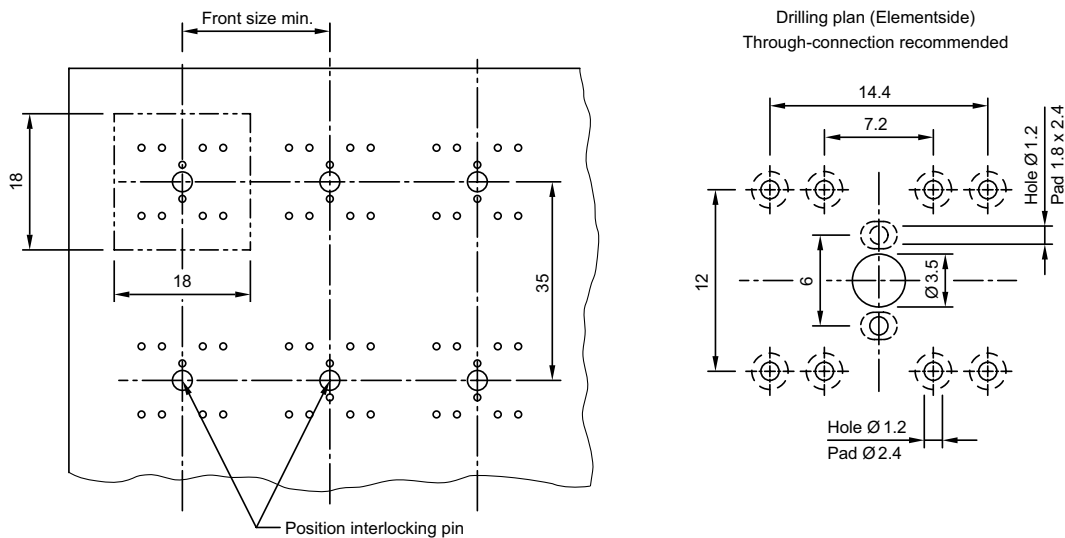 Front size min.
18
18
35
Position interlocking pin
Drilling plan (Elementside)
Through-connection recommended
14.4
7.2
Hole Ø 1.2
Pad 1.8 x 2.4
12
6
Ø 3.5
Hole Ø 1.2
Pad Ø 2.4